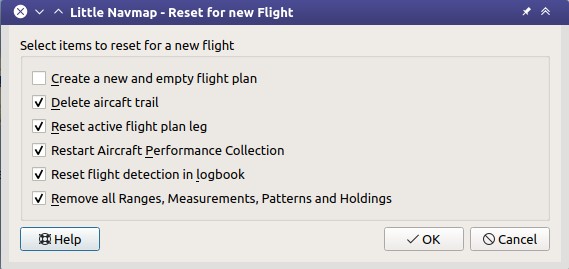 Little Navmap - Reset for new Flight
Select items to reset for a new flight
Create a new and empty flight plan
Delete aircaft trail
Reset active flight plan leg
Restart Aircraft Performance Collection
Reset flight detection in logbook
Remove all Ranges, Measurements, Patterns and Holdings
Help OK Cancel